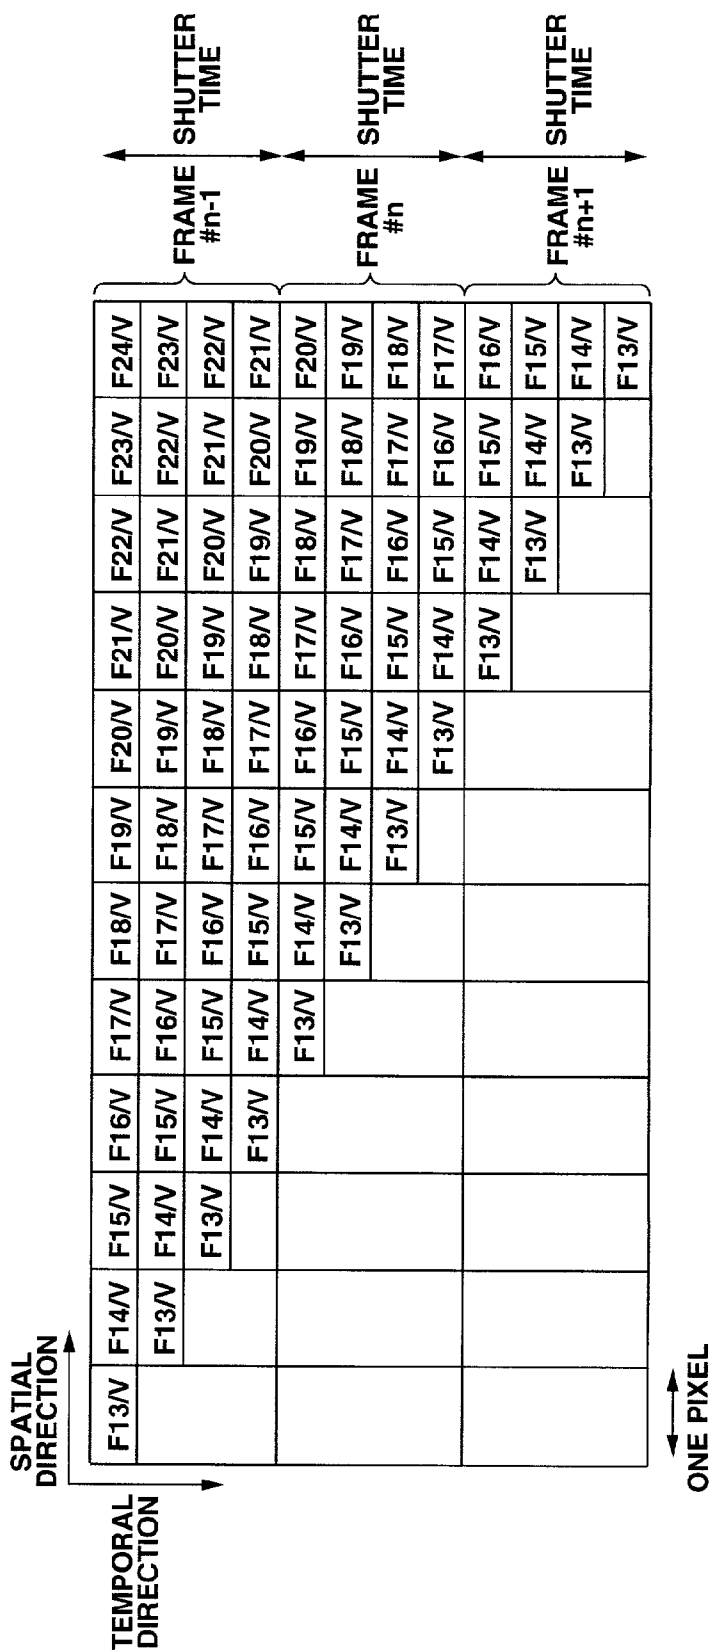 SPATIAL
DIRECTION
TEMPORAL
DIRECTION
F13/V F14/V F15/V F16/V F17/V F18/V F19/V F20/V F21/V F22/V F23/V F24/V
F13/V F14/V F15/V F16/V F17/V F18/V F19/V F20/V F21/V F22/V F23/V
F13/V F14/V F15/V F16/V F17/V F18/V F19/V F20/V F21/V F22/V
F13/V F14/V F15/V F16/V F17/V F18/V F19/V F20/V F21/V
F13/V F14/V F15/V F16/V F17/V F18/V F19/V F20/V
F13/V F14/V F15/V F16/V F17/V F18/V F19/V
F13/V F14/V F15/V F16/V F17/V F18/V
F13/V F14/V F15/V F16/V F17/V
F13/V F14/V F15/V F16/V
F13/V F14/V F15/V
F13/V F14/V
F13/V
FRAME
#n-1
SHUTTER
TIME
FRAME
#n
SHUTTER
TIME
FRAME
#n+1
SHUTTER
TIME
ONE PIXEL